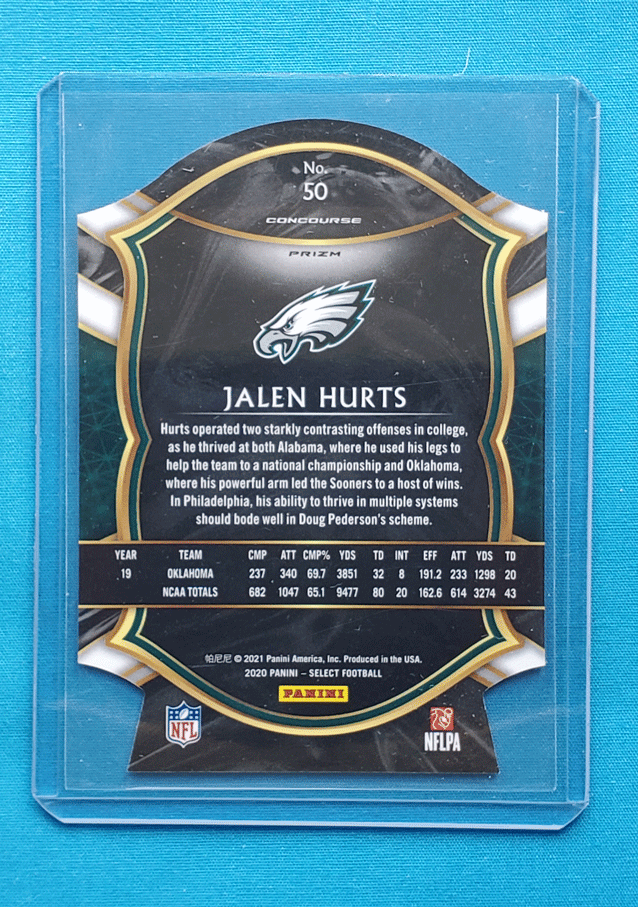 No.
50
CONCOURSE
PRIZM
JALEN HURTS
Hurts operated two starkly contrasting offenses in college,
as he thrived at both Alabama, where he used his legs to
help the team to a national championship and Oklahoma,
where his powerful arm led the Sooners to a host of wins.
In Philadelphia, his ability to thrive in multiple systems
should bode well in Doug Pederson's scheme.
YEAR TEAM CMP ATT CMP% YDS TD INT EFF ATT YDS TD
19 OKLAHOMA 237 340 69.7 3851 32 8 191.2 233 1298 20
NCAA TOTALS 682 1047 65.1 9477 80 20 162.6 614 3274 43
帕尼尼 © 2021 Panini America, Inc. Produced in the USA.
2020 PANINI – SELECT FOOTBALL
PANINI
NFL
NFLPA